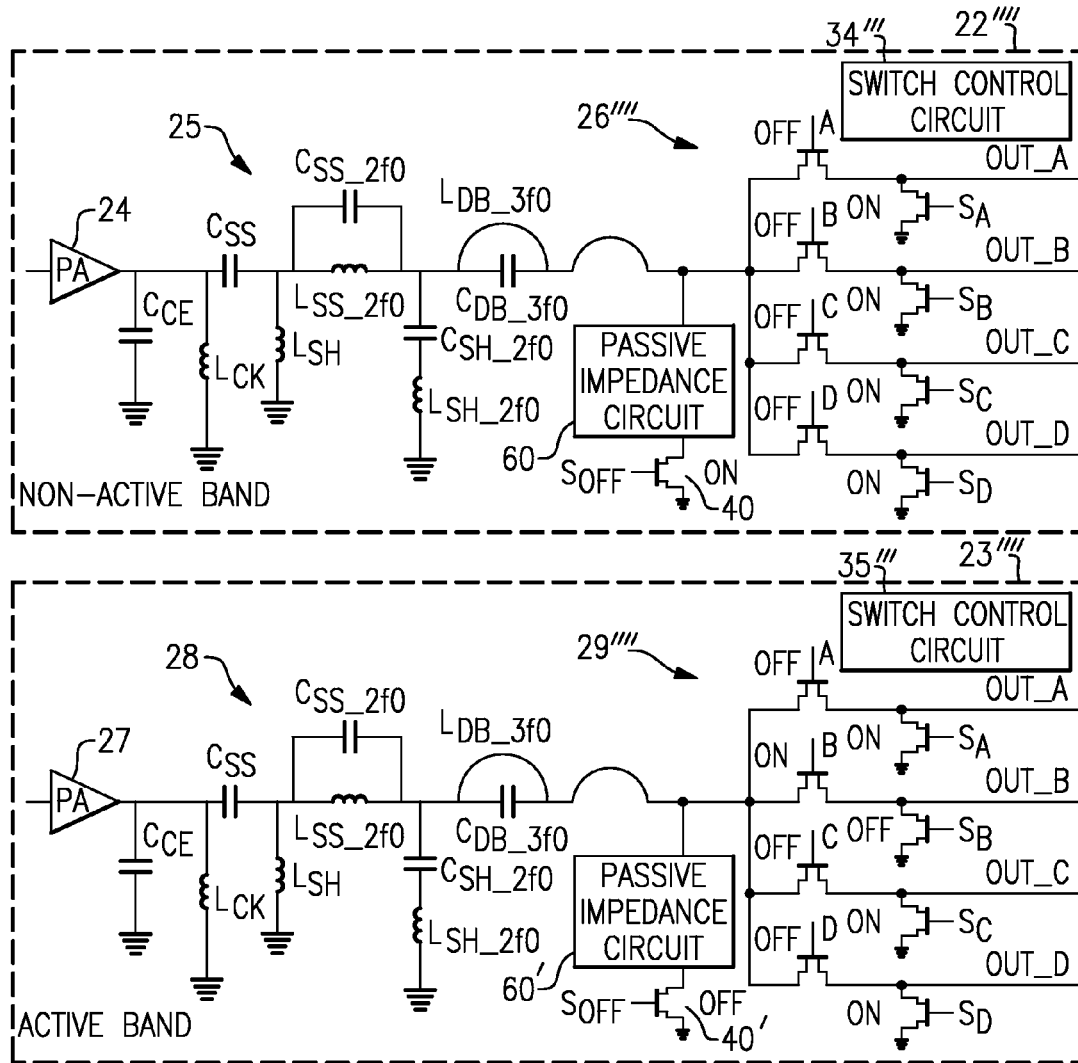 34''' 22''''
SWITCH CONTROL
CIRCUIT
25
26''''
OFF A
OUT_A
CSS_2f0
LDB_3f0
24
CSS
PA
ON
SA
OFF B
OUT_B
CCE
LSS_2f0
CDB_3f0
ON
SB
LCK
LSH
CSH_2f0
PASSIVE
IMPEDANCE
CIRCUIT
OFF C
OUT_C
LSH_2f0
ON
SC
OFF D
OUT_D
60
SOFF
ON
40
ON
SD
NON-ACTIVE BAND
35''' 23''''
SWITCH CONTROL
CIRCUIT
28
29''''
OFF A
OUT_A
CSS_2f0
LDB_3f0
27
CSS
PA
ON
SA
ON B
OUT_B
CCE
LSS_2f0
CDB_3f0
OFF
SB
LCK
LSH
CSH_2f0
PASSIVE
IMPEDANCE
CIRCUIT
OFF C
OUT_C
LSH_2f0
ON
SC
OFF D
OUT_D
60'
SOFF
OFF
40'
ON
SD
ACTIVE BAND